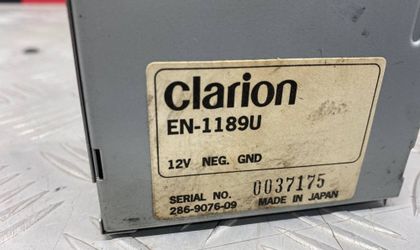 clarion
EN-1189U
12V NEG. GND
SERIAL NO. 0037175
286-9076-09 MADE IN JAPAN